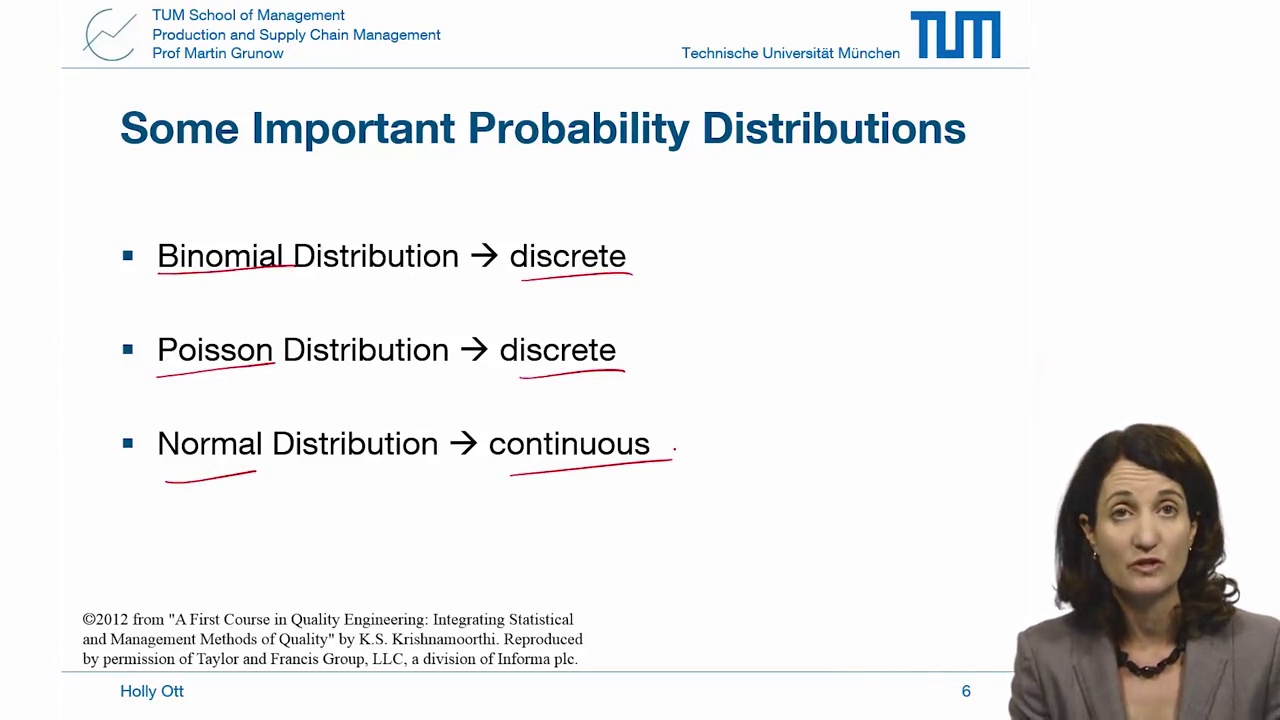 TUM School of Management
Production and Supply Chain Management
Prof Martin Grunow
Technische Universität München
TUM
Some Important Probability Distributions
▪ Binomial Distribution → discrete
▪ Poisson Distribution → discrete
▪ Normal Distribution → continuous
©2012 from "A First Course in Quality Engineering: Integrating Statistical
and Management Methods of Quality" by K.S. Krishnamoorthi. Reproduced
by permission of Taylor and Francis Group, LLC, a division of Informa plc.
Holly Ott
6